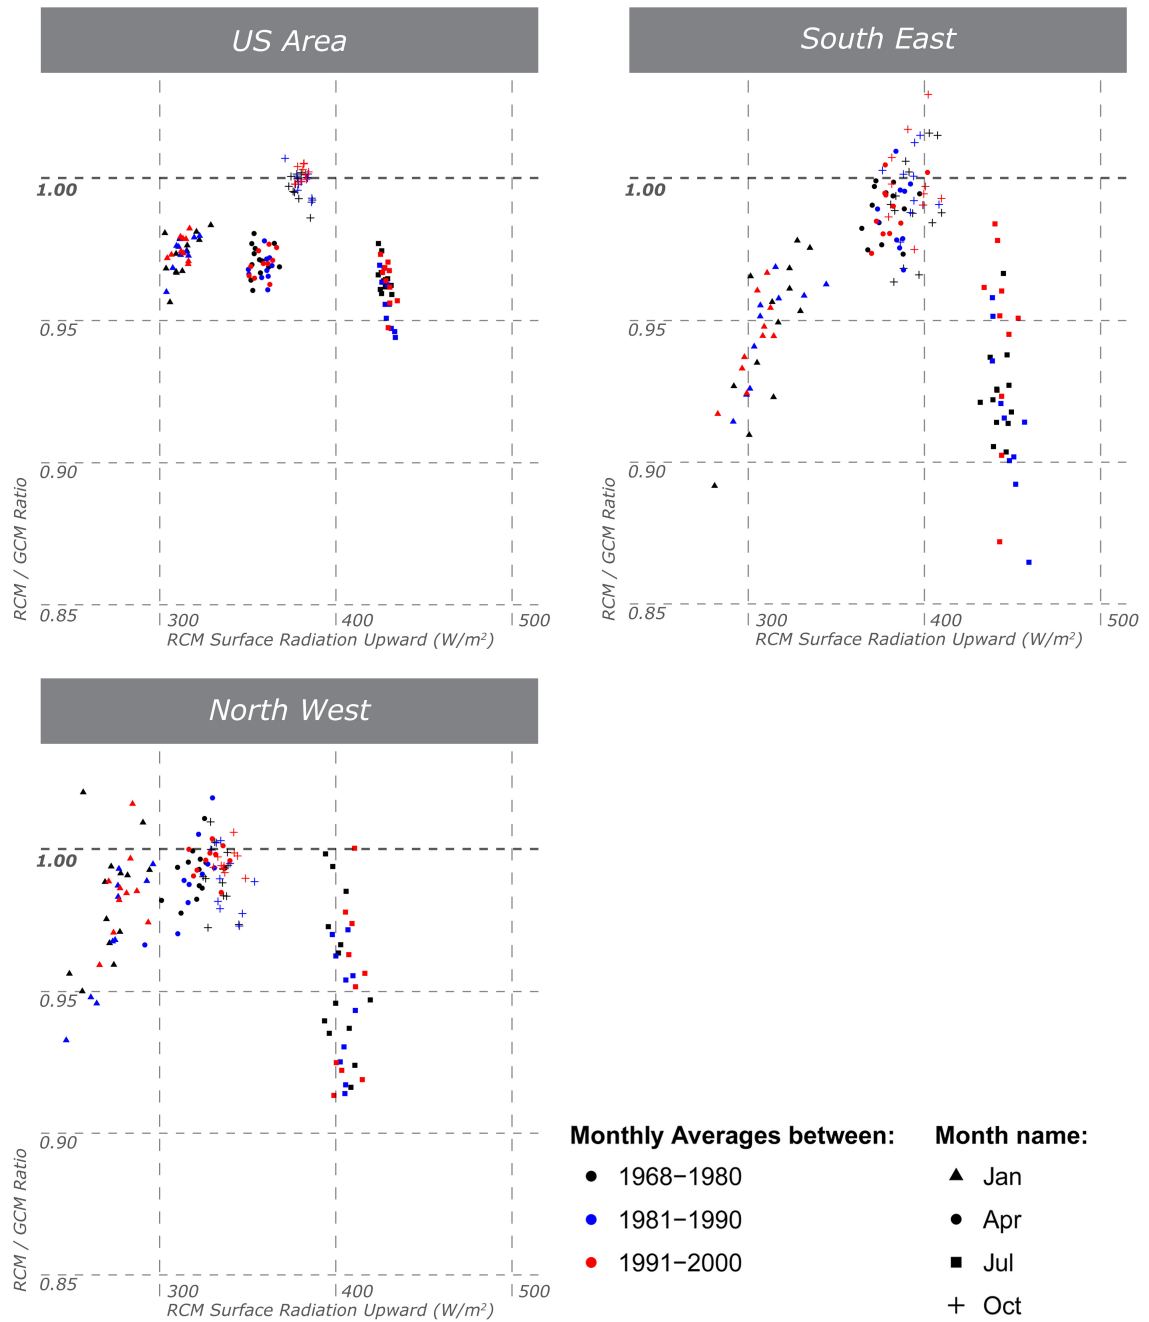 US Area
South East
1.00
0.95
0.90
0.85
RCM / GCM Ratio
300
400
500
RCM Surface Radiation Upward (W/m²)
1.00
0.95
0.90
0.85
RCM / GCM Ratio
300
400
500
RCM Surface Radiation Upward (W/m²)
North West
1.00
0.95
0.90
0.85
RCM / GCM Ratio
300
400
500
RCM Surface Radiation Upward (W/m²)
Monthly Averages between:
1968−1980
1981−1990
1991−2000
Month name:
Jan
Apr
Jul
Oct